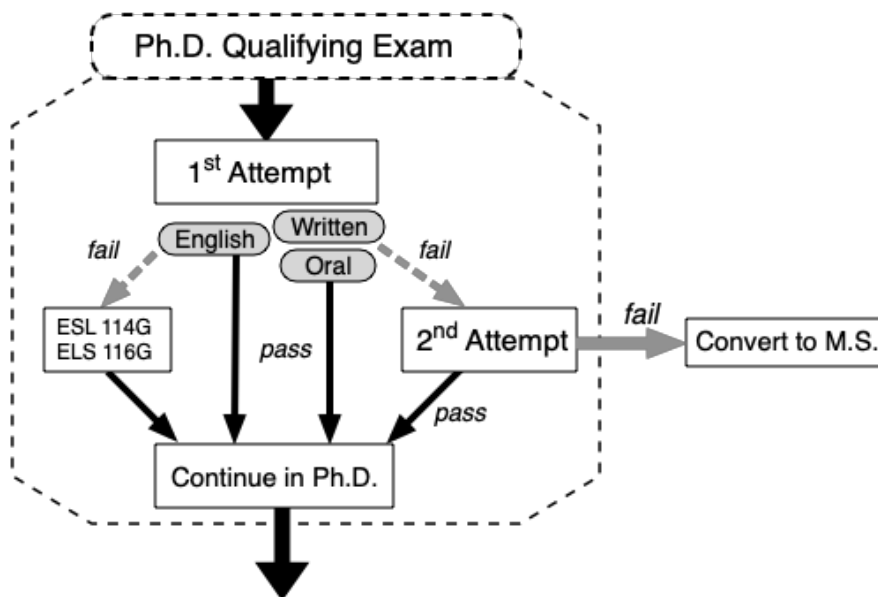 Ph.D. Qualifying Exam
1st Attempt
English
Written
Oral
fail
fail
ESL 114G
ELS 116G
pass
2nd Attempt
fail
Convert to M.S.
pass
Continue in Ph.D.